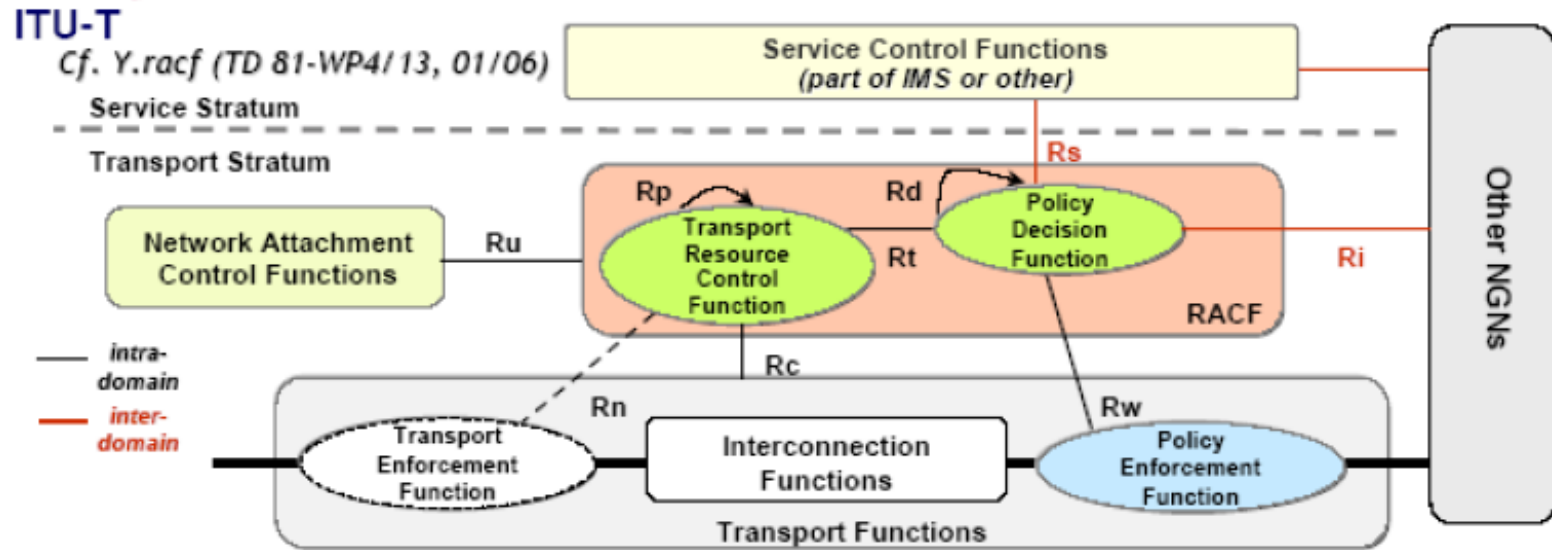 ITU-T
Cf. Y.racf (TD 81-WP4/13, 01/06)
Service Control Functions
(part of IMS or other)
Service Stratum
Transport Stratum
Rs
Rp
Rd
Policy
Decision
Function
Transport
Resource
Control
Function
Network Attachment
Control Functions
Ru
Rt
Ri
RACF
Other NGNs
intra-
domain
inter-
domain
Rc
Rn
Rw
Transport
Enforcement
Function
Interconnection
Functions
Policy
Enforcement
Function
Transport Functions